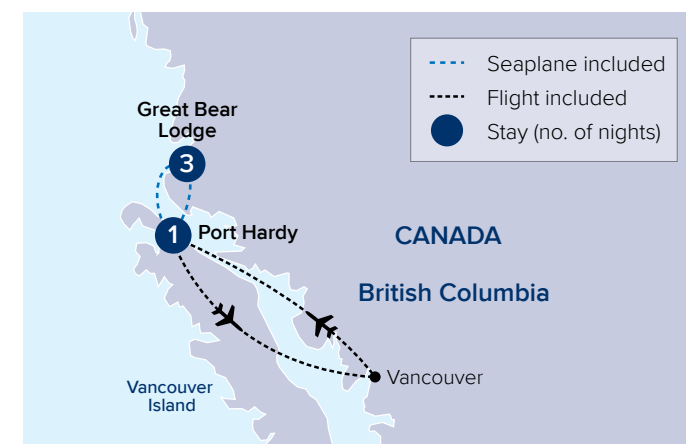 Seaplane included
Flight included
Stay (no. of nights)
Great Bear
Lodge
3
1
Port Hardy
CANADA
British Columbia
Vancouver
Vancouver
Island